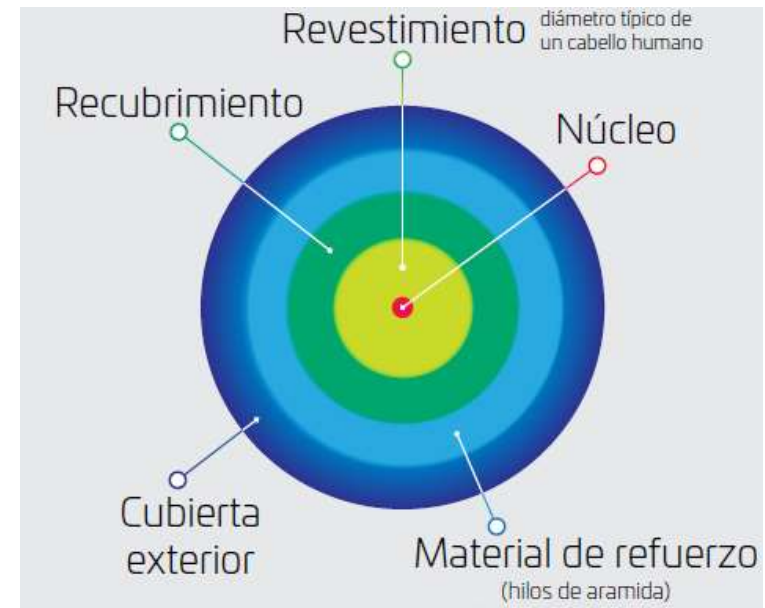 Revestimiento
diámetro típico de
un cabello humano
Recubrimiento
Núcleo
Cubierta
exterior
Material de refuerzo
(hilos de aramida)